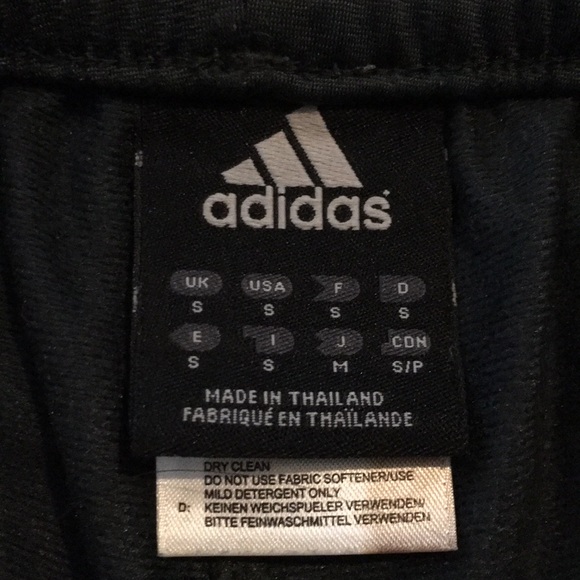 adidas
UK USA F D
S S S S
E I J CDN
S S M S/P
MADE IN THAILAND
FABRIQUÉ EN THAÏLANDE
DRY CLEAN
DO NOT USE FABRIC SOFTENER/USE
MILD DETERGENT ONLY
D: KEINEN WEICHSPUELER VERWENDEN/
BITTE FEINWASCHMITTEL VERWENDEN